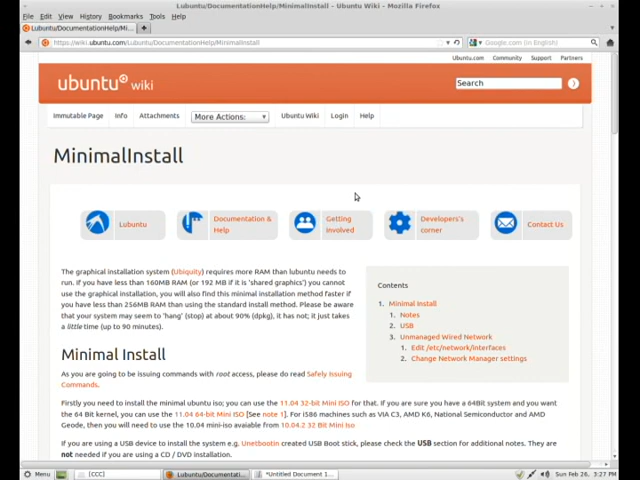 Lubuntu/DocumentationHelp/MinimalInstall - Ubuntu Wiki - Mozilla Firefox
File Edit View History Bookmarks Tools Help
Lubuntu/DocumentationHelp/Mi...
https://wiki.ubuntu.com/Lubuntu/DocumentationHelp/MinimalInstall
Google.com (in English)
Ubuntu.com Community Support Partners
ubuntu wiki
Search
Immutable Page Info Attachments More Actions: Ubuntu Wiki Login Help
MinimalInstall
Lubuntu
Documentation &
Help
Getting
Involved
Developers's
corner
Contact Us
The graphical installation system (Ubiquity) requires more RAM than lubuntu needs to
run. If you have less than 160MB RAM (or 192 MB if it is 'shared graphics') you cannot
use the graphical installation, you will also find this minimal installation method faster if
you have less than 256MB RAM than using the standard install method. Please be aware
that your system may seem to 'hang' (stop) at about 90% (dpkg), it has not; it just takes
a little time (up to 90 minutes).
Contents
1. Minimal Install
1. Notes
2. USB
3. Unmanaged Wired Network
1. Edit /etc/network/interfaces
2. Change Network Manager settings
Minimal Install
As you are going to be issuing commands with root access, please do read Safely Issuing
Commands.
Firstly you need to install the minimal ubuntu iso; you can use the 11.04 32-bit Mini ISO for that. If you are sure you have a 64Bit system and you want
the 64 Bit kernel, you can use the 11.04 64-bit Mini ISO [See note 1]. For i586 machines such as VIA C3, AMD K6, National Semiconductor and AMD
Geode, then you will need to use the 10.04 mini-iso avaiable from 10.04.2 32 Bit Mini Iso
If you are using a USB device to install the system e.g. Unetbootin created USB Boot stick, please check the USB section for additional notes. They are
not needed if you are using a CD / DVD installation.
Menu [CCC] Lubuntu/Documentati... *Untitled Document 1... Sun Feb 26, 3:27 PM